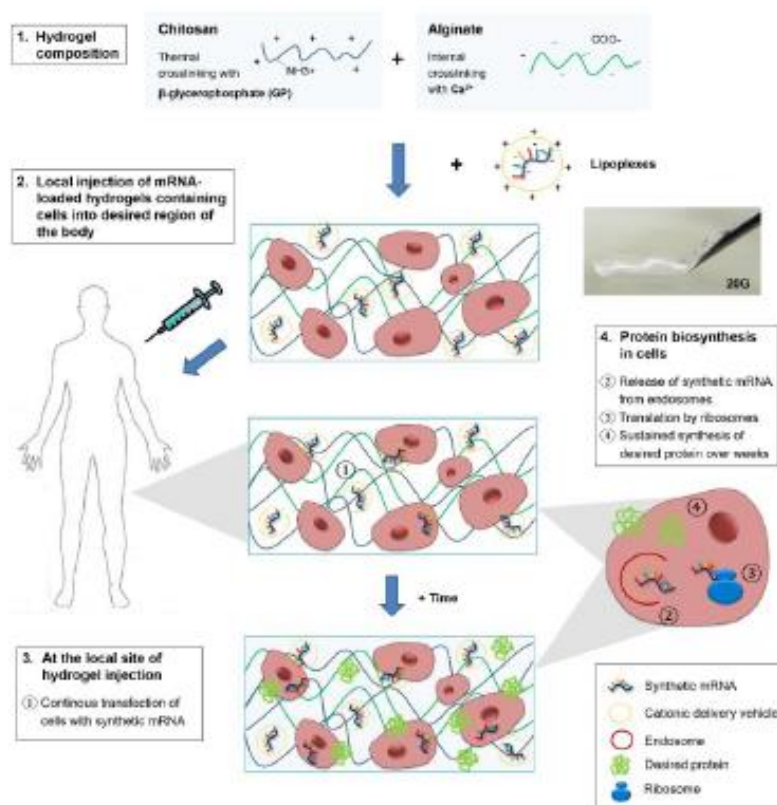 1. Hydrogel
composition
Chitosan
Thermal
crosslinking with
β-glycerophosphate (GP)
+ + + + +
NH3+
+
Alginate
Internal
crosslinking
with Ca²⁺
COO-
+
Lipoplexes
2. Local injection of mRNA-
loaded hydrogels containing
cells into desired region of
the body
20G
4. Protein biosynthesis
in cells
② Release of synthetic mRNA
from endosomes
③ Translation by ribosomes
④ Sustained synthesis of
desired protein over weeks
①
④
③
②
+ Time
3. At the local site of
hydrogel injection
① Continous transfection of
cells with synthetic mRNA
Synthetic mRNA
Cationic delivery vehicle
Endosome
Desired protein
Ribosome